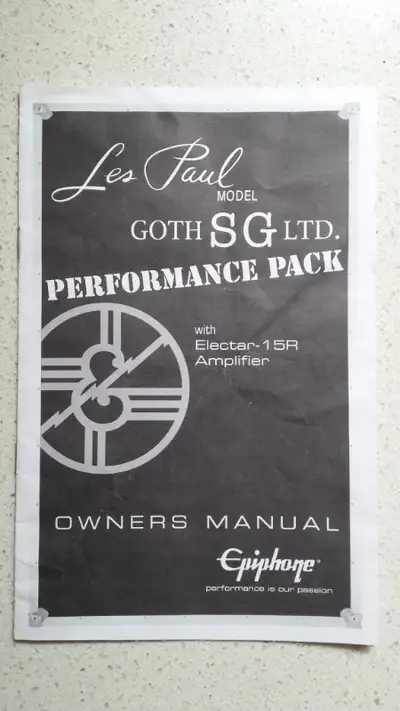 Les Paul
MODEL
GOTH SG LTD.
PERFORMANCE PACK
with
Electar-15R
Amplifier
OWNERS MANUAL
Epiphone®
performance is our passion